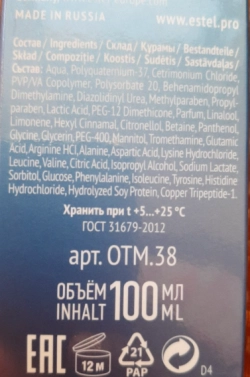 MADE IN RUSSIA www.estel.pro
Состав / Ingredients / Склад / Құрамы / Bestandteile /
Skład / Compoziție / Koostis / Sudėtis / Sastāvdaļas/
Состав: Aqua, Polyquaternium-37, Cetrimonium Chloride,
PVP/VA Copolymer, Polysorbate 20, Behenamidopropyl
Dimethylamine, Diazolidinyl Urea, Methylparaben, Propyl-
paraben, Lactic Acid, PEG-12 Dimethicone, Parfum, Linalool,
Limonene, Hexyl Cinnamal, Citronellol, Betaine, Panthenol,
Glycine, Glycerin, PEG-400, Mannitol, Tromethamine, Glutamic
Acid, Arginine HCl, Alanine, Aspartic Acid, Lysine Hydrochloride,
Leucine, Valine, Citric Acid, Isopropyl Alcohol, Sodium Lactate,
Sorbitol, Glucose, Phenylalanine, Isoleucine, Tyrosine, Histidine
Hydrochloride, Hydrolyzed Soy Protein, Copper Tripeptide-1.
Хранить при t +5...+25 °C
ГОСТ 31679-2012
арт. OTM.38
ОБЪЁМ 100 МЛ
INHALT ML
EAC 12 М 21 PAP D4